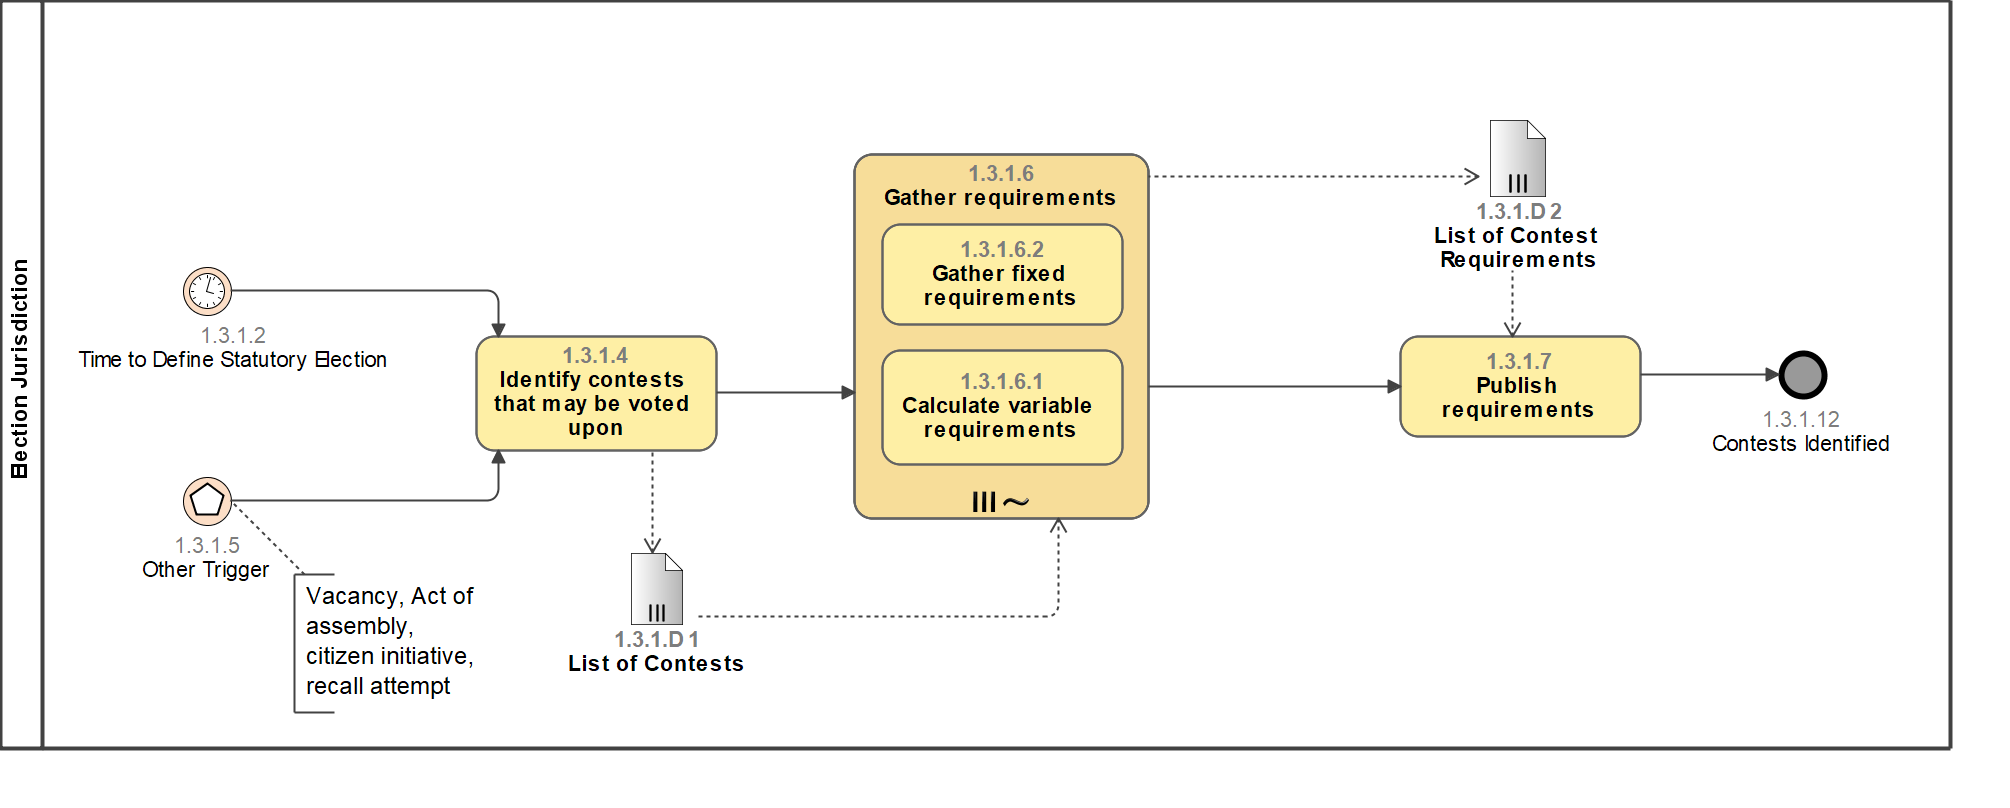 Election Jurisdiction
1.3.1.2
Time to Define Statutory Election
1.3.1.5
Other Trigger
Vacancy, Act of
assembly,
citizen initiative,
recall attempt
1.3.1.4
Identify contests
that may be voted
upon
1.3.1.D1
List of Contests
1.3.1.6
Gather requirements
1.3.1.6.2
Gather fixed
requirements
1.3.1.6.1
Calculate variable
requirements
1.3.1.D2
List of Contest
Requirements
1.3.1.7
Publish
requirements
1.3.1.12
Contests Identified